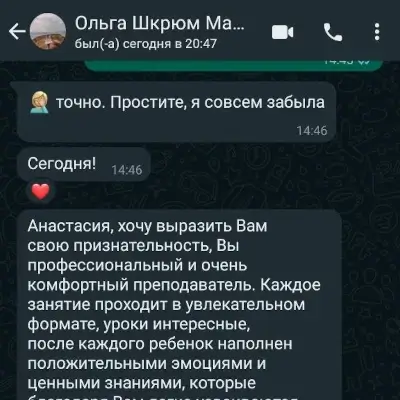 Ольга Шкрюм Ма...
был(-а) сегодня в 20:47
14:45
🤦🏼‍♀️ точно. Простите, я совсем забыла
14:46
Сегодня! 14:46
❤️
Анастасия, хочу выразить Вам
свою признательность, Вы
профессиональный и очень
комфортный преподаватель. Каждое
занятие проходит в увлекательном
формате, уроки интересные,
после каждого ребенок наполнен
положительными эмоциями и
ценными знаниями, которые